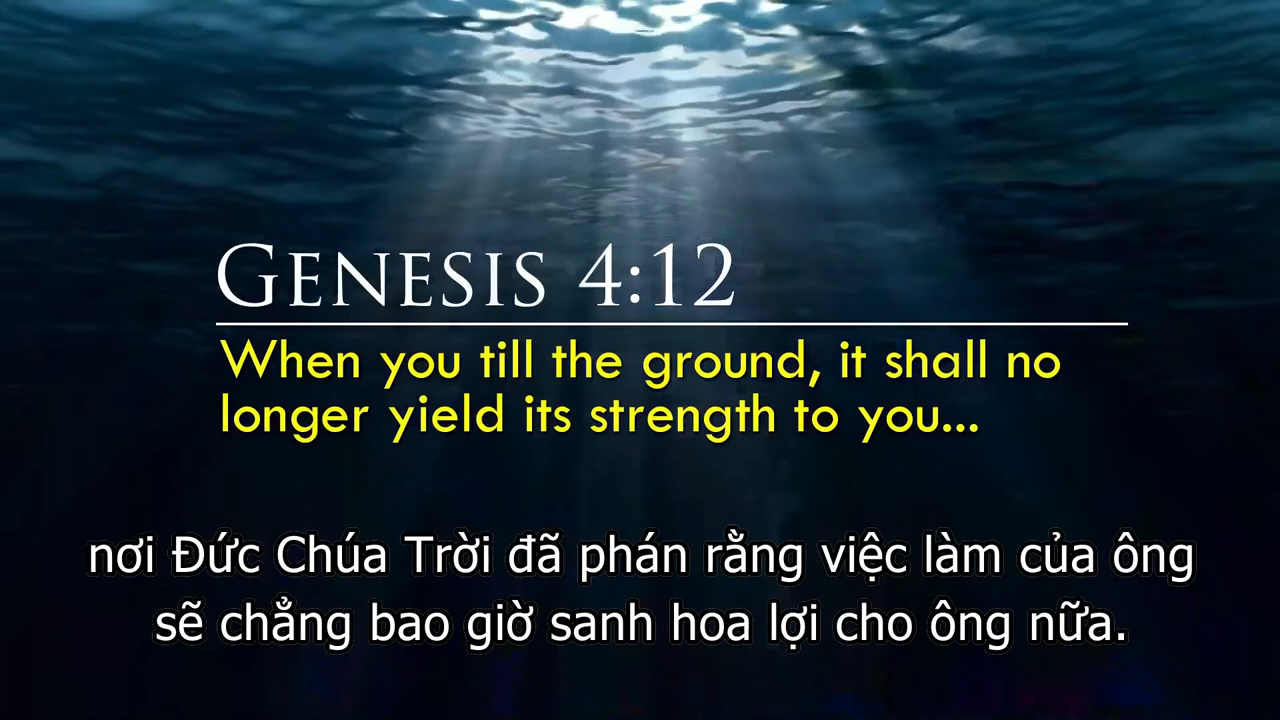 GENESIS 4:12
When you till the ground, it shall no
longer yield its strength to you...
nơi Đức Chúa Trời đã phán rằng việc làm của ông
sẽ chẳng bao giờ sanh hoa lợi cho ông nữa.